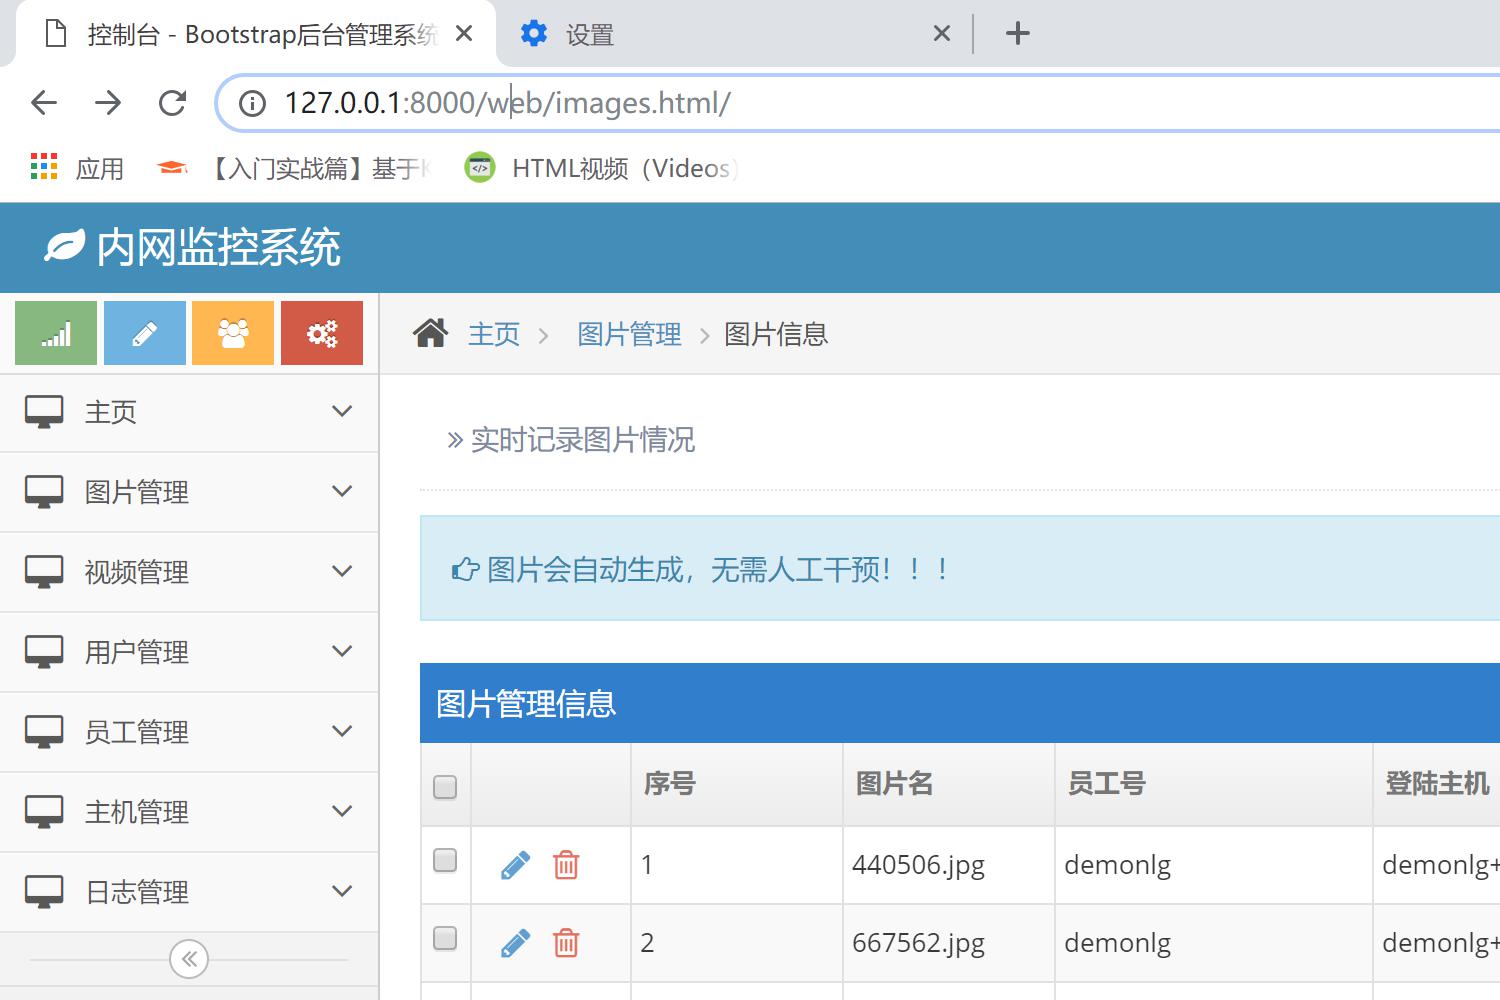 控制台 - Bootstrap后台管理系统
设置
127.0.0.1:8000/web/images.html/
应用
【入门实战篇】基于
HTML视频（Videos）
内网监控系统
主页
图片管理
图片信息
主页
图片管理
视频管理
用户管理
员工管理
主机管理
日志管理
实时记录图片情况
图片会自动生成，无需人工干预！！！
图片管理信息
序号 图片名 员工号 登陆主机
1 440506.jpg demonlg demonlg+
2 667562.jpg demonlg demonlg+